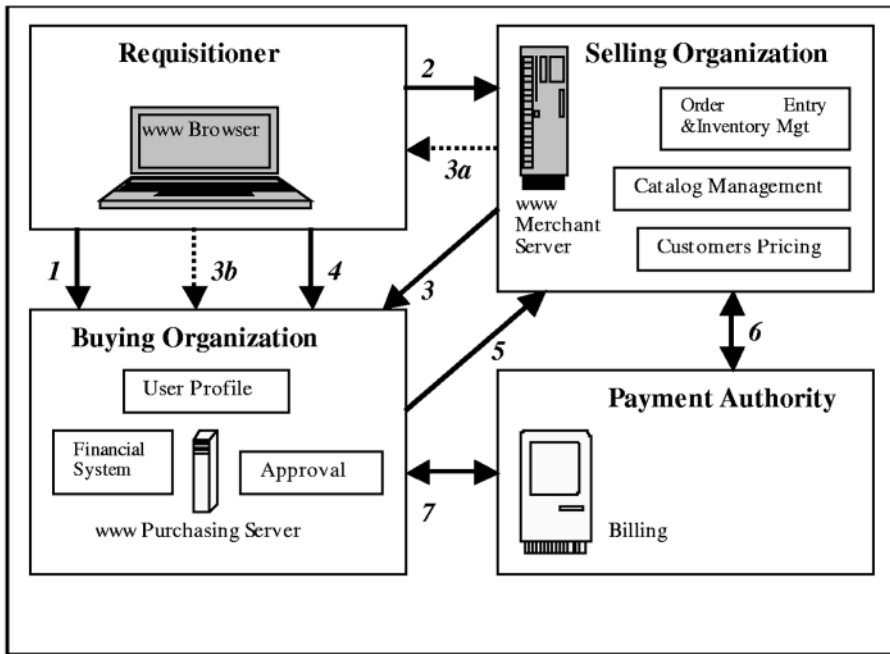 Requisitioner
www Browser
2
3a
Selling Organization
Order Entry
&Inventory Mgt
Catalog Management
Customers Pricing
www
Merchant
Server
1
3b
4
3
5
6
Buying Organization
User Profile
Financial
System
Approval
www Purchasing Server
7
Payment Authority
Billing